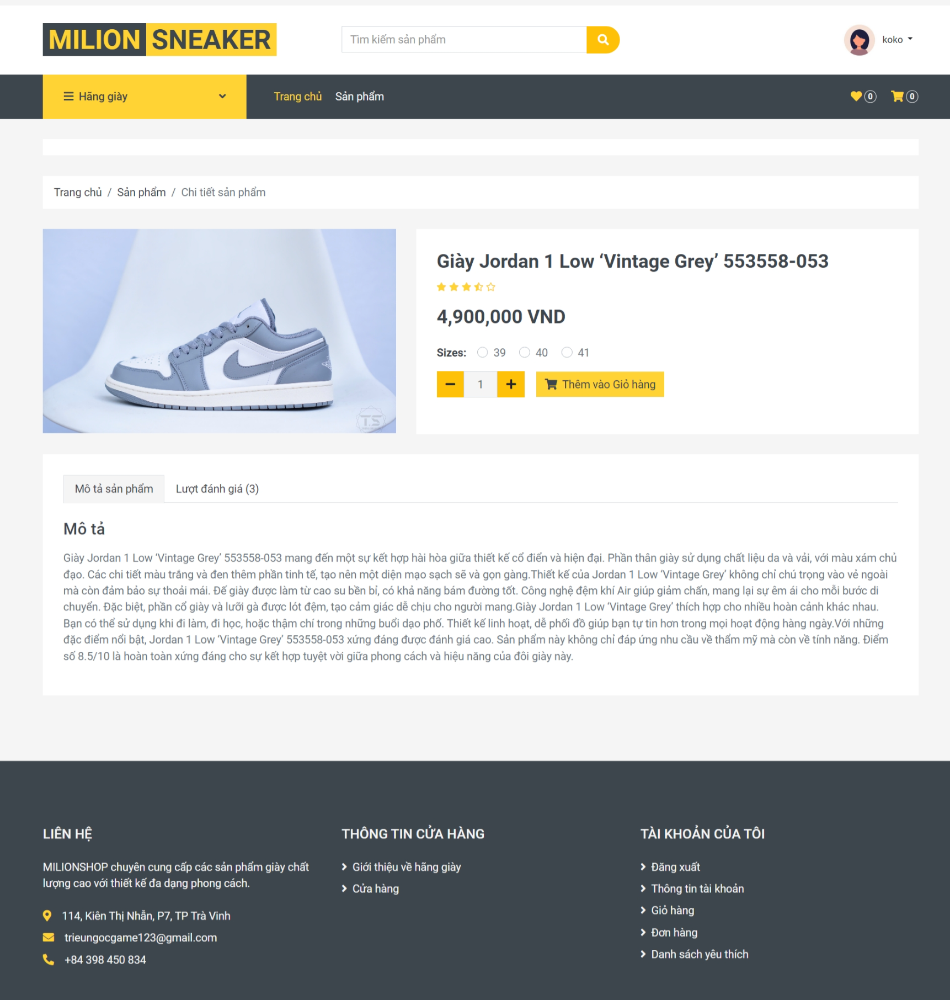 MILION SNEAKER
Tìm kiếm sản phẩm
koko
Hãng giày
Trang chủ Sản phẩm
0 0
Trang chủ / Sản phẩm / Chi tiết sản phẩm
Giày Jordan 1 Low ‘Vintage Grey’ 553558-053
4,900,000 VND
Sizes: 39 40 41
1
Thêm vào Giỏ hàng
T.S
Mô tả sản phẩm
Lượt đánh giá (3)
Mô tả
Giày Jordan 1 Low ‘Vintage Grey’ 553558-053 mang đến một sự kết hợp hài hòa giữa thiết kế cổ điển và hiện đại. Phần thân giày sử dụng chất liệu da và vải, với màu xám chủ
đạo. Các chi tiết màu trắng và đen thêm phần tinh tế, tạo nên một diện mạo sạch sẽ và gọn gàng.Thiết kế của Jordan 1 Low ‘Vintage Grey’ không chỉ chú trọng vào vẻ ngoài
mà còn đảm bảo sự thoải mái. Đế giày được làm từ cao su bền bỉ, có khả năng bám đường tốt. Công nghệ đệm khí Air giúp giảm chấn, mang lại sự êm ái cho mỗi bước di
chuyển. Đặc biệt, phần cổ giày và lưỡi gà được lót đệm, tạo cảm giác dễ chịu cho người mang.Giày Jordan 1 Low ‘Vintage Grey’ thích hợp cho nhiều hoàn cảnh khác nhau.
Bạn có thể sử dụng khi đi làm, đi học, hoặc thậm chí trong những buổi dạo phố. Thiết kế linh hoạt, dễ phối đồ giúp bạn tự tin hơn trong mọi hoạt động hàng ngày.Với những
đặc điểm nổi bật, Jordan 1 Low ‘Vintage Grey’ 553558-053 xứng đáng được đánh giá cao. Sản phẩm này không chỉ đáp ứng nhu cầu về thẩm mỹ mà còn về tính năng. Điểm
số 8.5/10 là hoàn toàn xứng đáng cho sự kết hợp tuyệt vời giữa phong cách và hiệu năng của đôi giày này.
LIÊN HỆ
MILIONSHOP chuyên cung cấp các sản phẩm giày chất
lượng cao với thiết kế đa dạng phong cách.
114, Kiên Thị Nhẫn, P7, TP Trà Vinh
trieungocgame123@gmail.com
+84 398 450 834
THÔNG TIN CỬA HÀNG
Giới thiệu về hãng giày
Cửa hàng
TÀI KHOẢN CỦA TÔI
Đăng xuất
Thông tin tài khoản
Giỏ hàng
Đơn hàng
Danh sách yêu thích